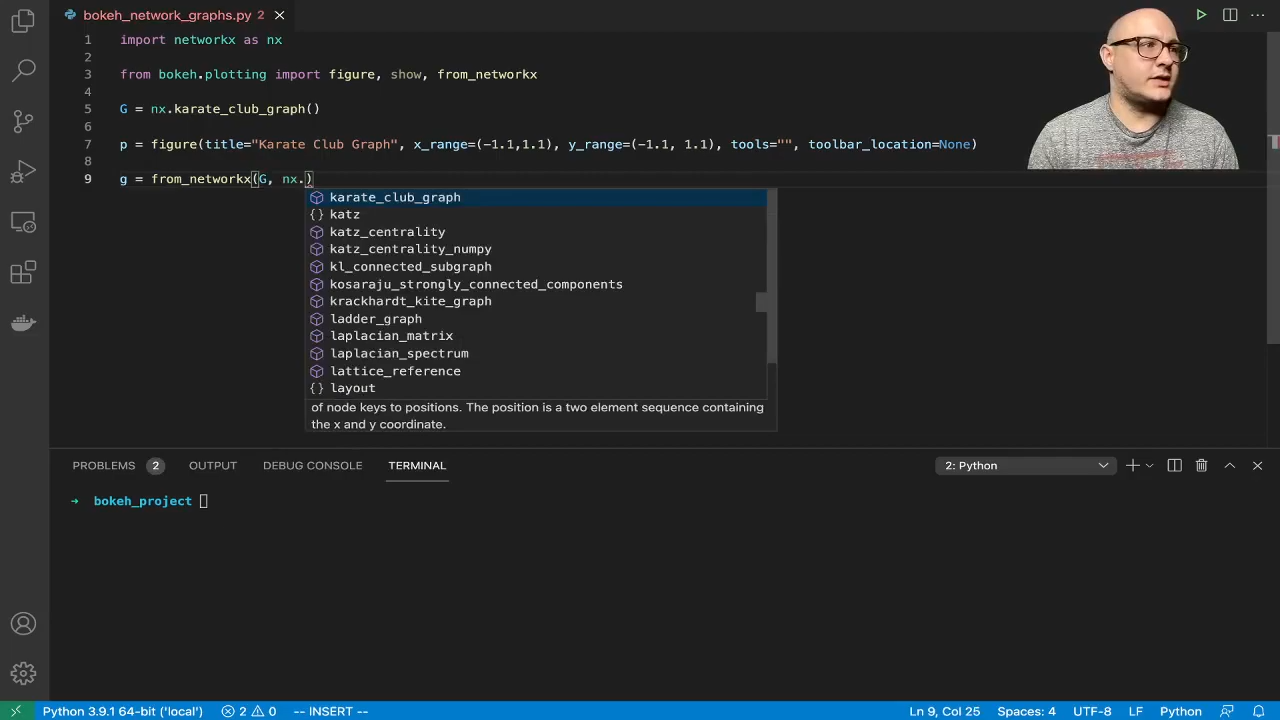 bokeh_network_graphs.py 2
1 import networkx as nx
2
3 from bokeh.plotting import figure, show, from_networkx
4
5 G = nx.karate_club_graph()
6
7 p = figure(title="Karate Club Graph", x_range=(-1.1,1.1), y_range=(-1.1, 1.1), tools="", toolbar_location=None)
8
9 g = from_networkx(G, nx.)
karate_club_graph
{} katz
katz_centrality
katz_centrality_numpy
kl_connected_subgraph
kosaraju_strongly_connected_components
krackhardt_kite_graph
ladder_graph
laplacian_matrix
laplacian_spectrum
lattice_reference
{} layout
of node keys to positions. The position is a two element sequence containing
the x and y coordinate.
PROBLEMS 2 OUTPUT DEBUG CONSOLE TERMINAL 2: Python
→ bokeh_project
Python 3.9.1 64-bit ('local') 2 0 -- INSERT -- Ln 9, Col 25 Spaces: 4 UTF-8 LF Python